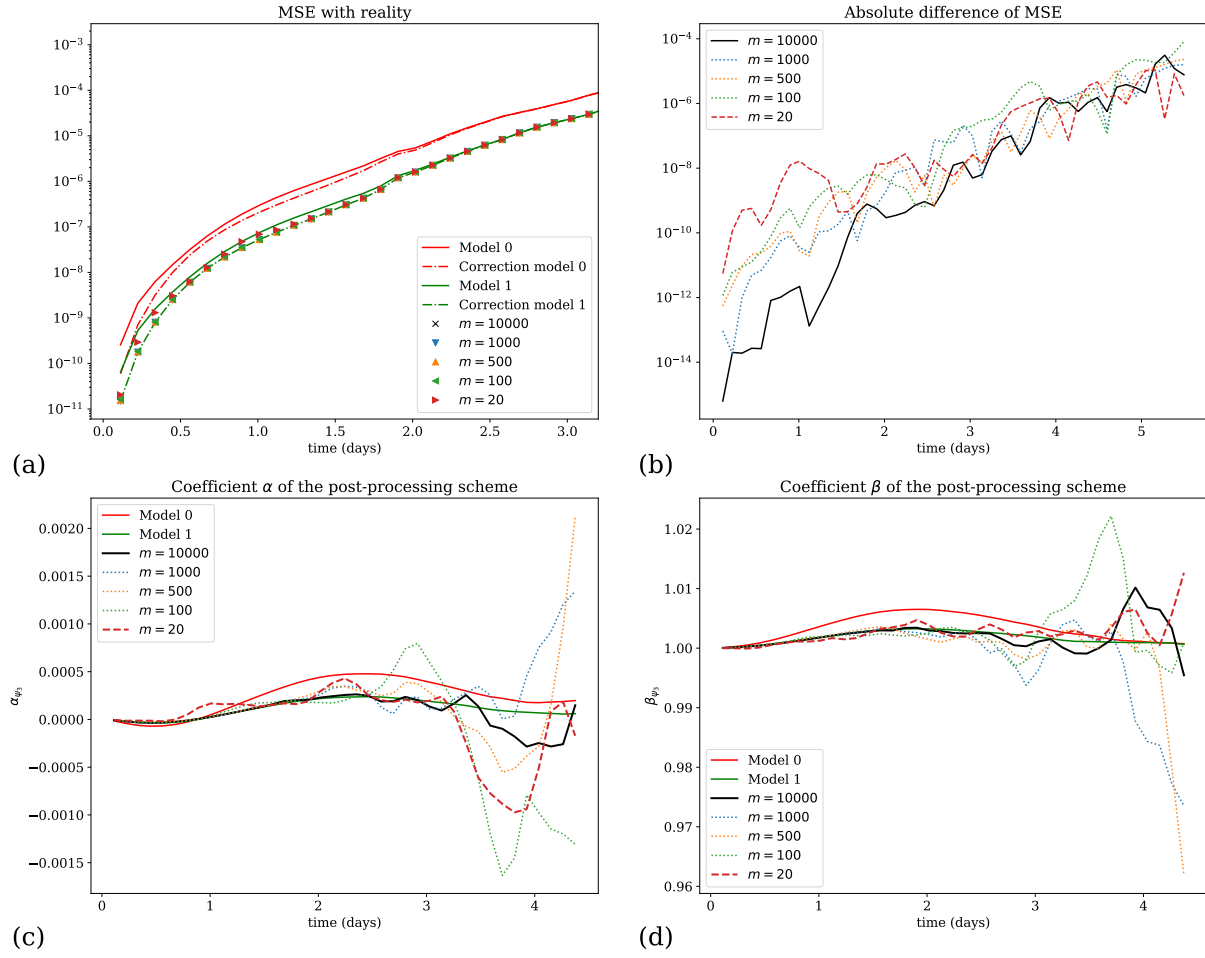 MSE with reality
10⁻³
10⁻⁴
10⁻⁵
10⁻⁶
10⁻⁷
10⁻⁸
10⁻⁹
10⁻¹⁰
10⁻¹¹
Model 0
Correction model 0
Model 1
Correction model 1
m = 10000
m = 1000
m = 500
m = 100
m = 20
0.0 0.5 1.0 1.5 2.0 2.5 3.0
time (days)
(a)
Absolute difference of MSE
10⁻⁴
10⁻⁶
10⁻⁸
10⁻¹⁰
10⁻¹²
10⁻¹⁴
m = 10000
m = 1000
m = 500
m = 100
m = 20
0 1 2 3 4 5
time (days)
(b)
Coefficient α of the post-processing scheme
0.0020
0.0015
0.0010
0.0005
0.0000
−0.0005
−0.0010
−0.0015
α_ψ₃
Model 0
Model 1
m = 10000
m = 1000
m = 500
m = 100
m = 20
0 1 2 3 4
time (days)
(c)
Coefficient β of the post-processing scheme
1.02
1.01
1.00
0.99
0.98
0.97
0.96
β_ψ₃
Model 0
Model 1
m = 10000
m = 1000
m = 500
m = 100
m = 20
0 1 2 3 4
time (days)
(d)